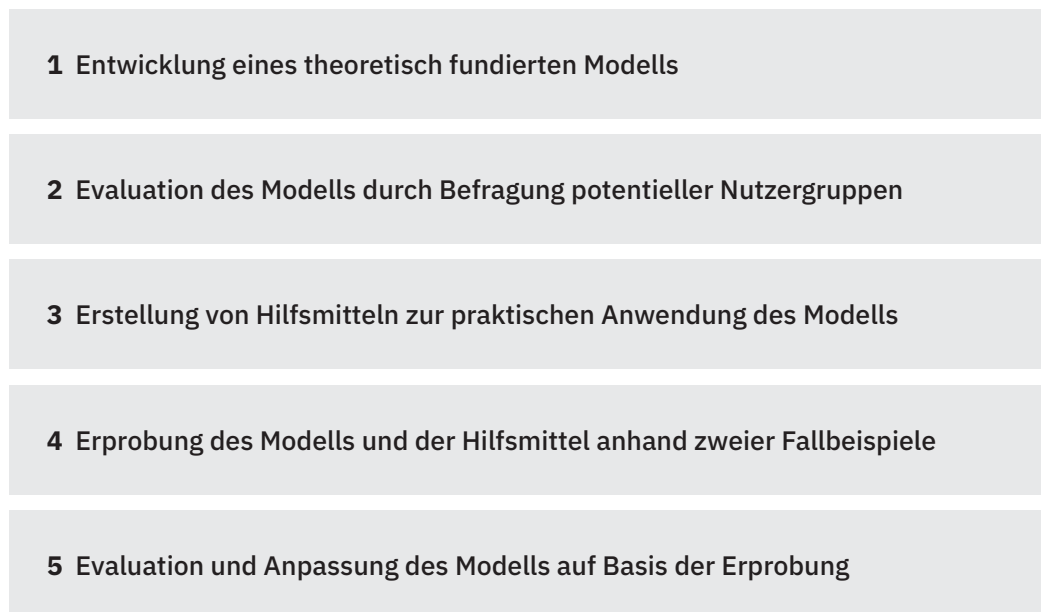 1 Entwicklung eines theoretisch fundierten Modells
2 Evaluation des Modells durch Befragung potentieller Nutzergruppen
3 Erstellung von Hilfsmitteln zur praktischen Anwendung des Modells
4 Erprobung des Modells und der Hilfsmittel anhand zweier Fallbeispiele
5 Evaluation und Anpassung des Modells auf Basis der Erprobung